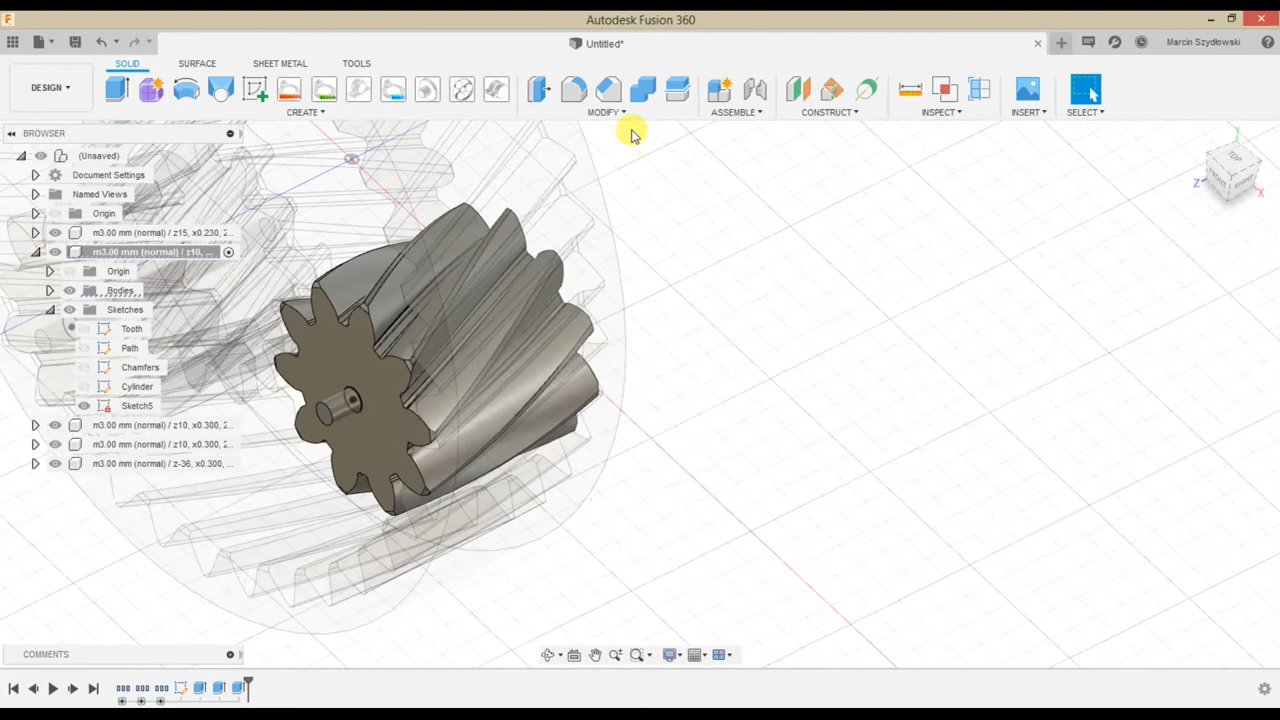 Autodesk Fusion 360
Untitled*
Marcin Szydłowski
SOLID SURFACE SHEET METAL TOOLS
DESIGN
CREATE MODIFY ASSEMBLE CONSTRUCT INSPECT INSERT SELECT
BROWSER
(Unsaved)
Document Settings
Named Views
Origin
m3.00 mm (normal) / z15, x0.230, 2...
m3.00 mm (normal) / z10, ...
Origin
Bodies
Sketches
Tooth
Path
Chamfers
Cylinder
Sketch5
m3.00 mm (normal) / z10, x0.300, 2...
m3.00 mm (normal) / z10, x0.300, 2...
m3.00 mm (normal) / z-36, x0.300, ...
COMMENTS
Y
TOP
Z
X